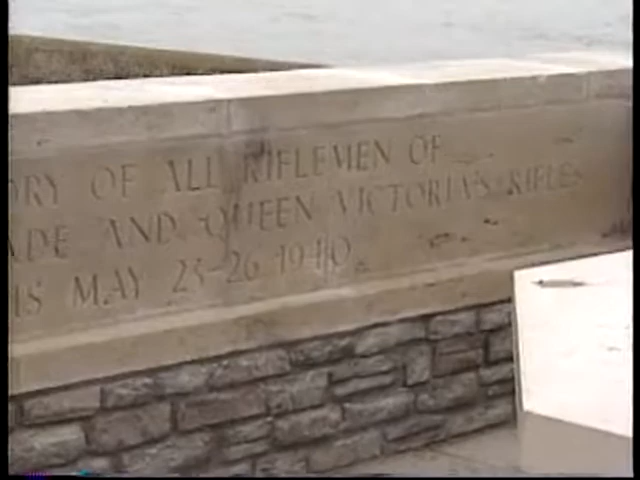 ORY OF ALL RIFLEMEN OF
ADE AND QUEEN VICTORIA'S RIFLES
IS MAY 23-26 1940